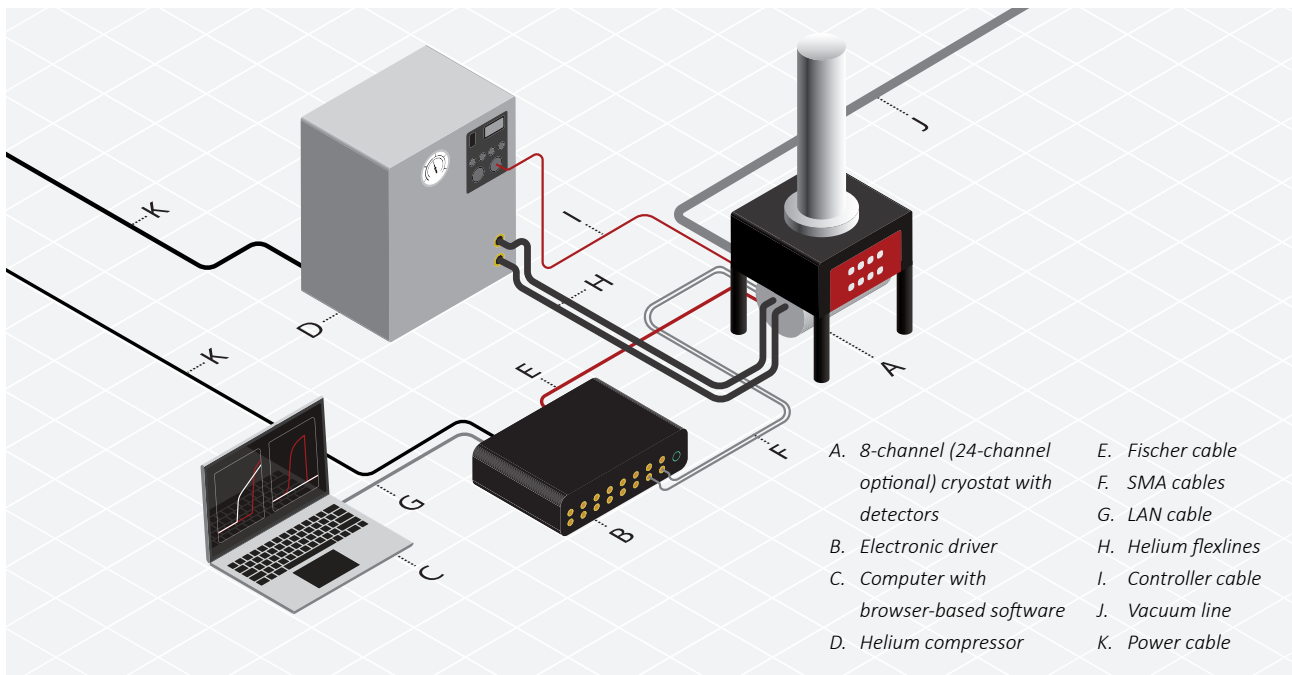 J
K
I
H
D
K
E
A
F
G
B
C
A. 8-channel (24-channel
optional) cryostat with
detectors
B. Electronic driver
C. Computer with
browser-based software
D. Helium compressor
E. Fischer cable
F. SMA cables
G. LAN cable
H. Helium flexlines
I. Controller cable
J. Vacuum line
K. Power cable